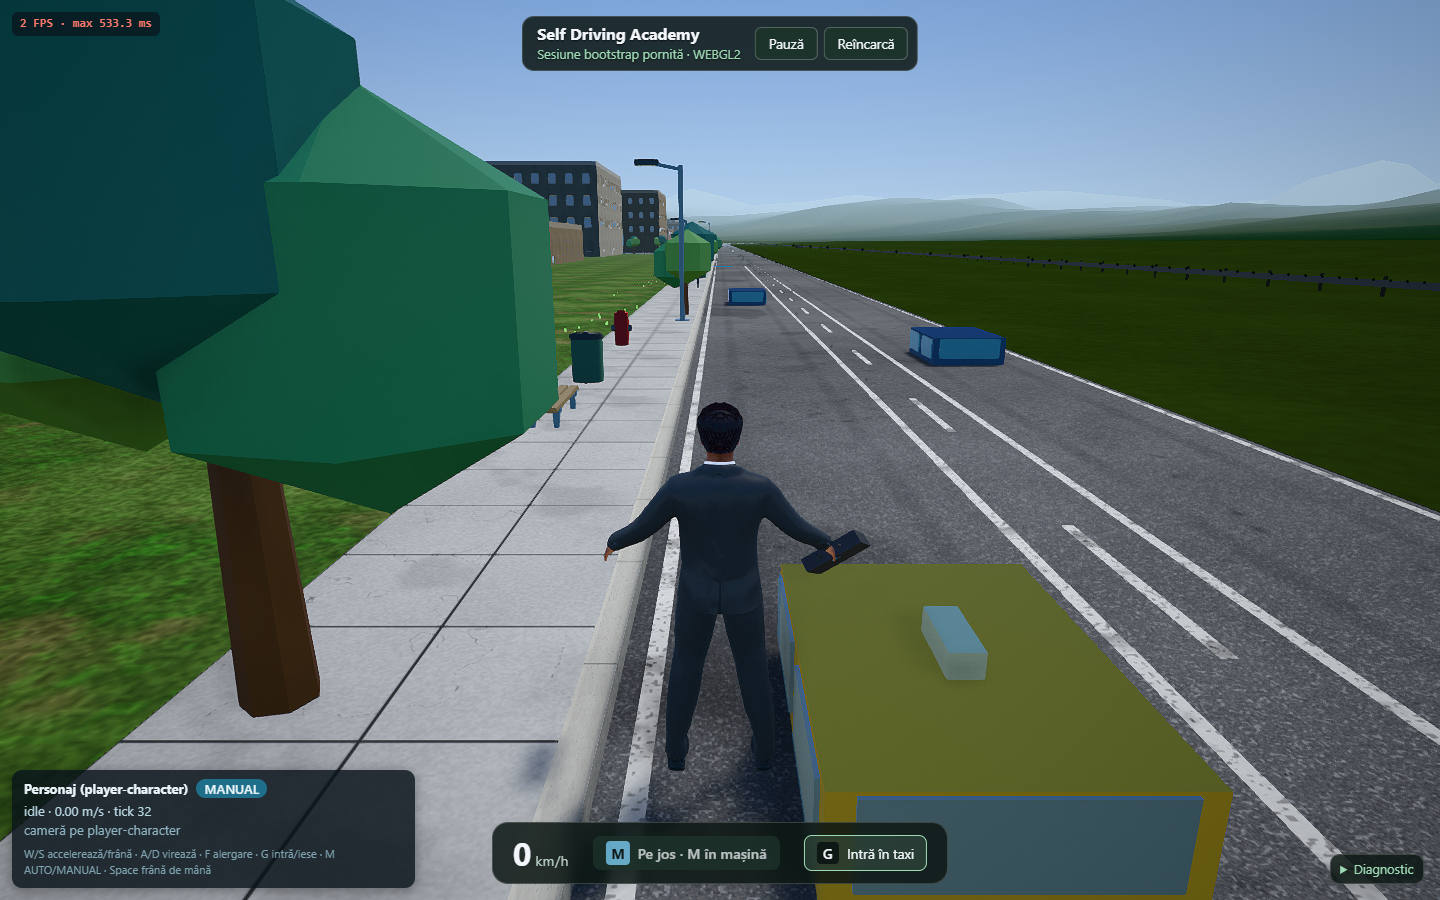 2 FPS · max 533.3 ms
Self Driving Academy
Sesiune bootstrap pornită · WEBGL2
Pauză
Reîncarcă
Personaj (player-character) MANUAL
idle · 0.00 m/s · tick 32
cameră pe player-character
W/S accelerează/frână · A/D virează · F alergare · G intră/iese · M
AUTO/MANUAL · Space frână de mână
0 km/h
M Pe jos · M în mașină
G Intră în taxi
▶ Diagnostic